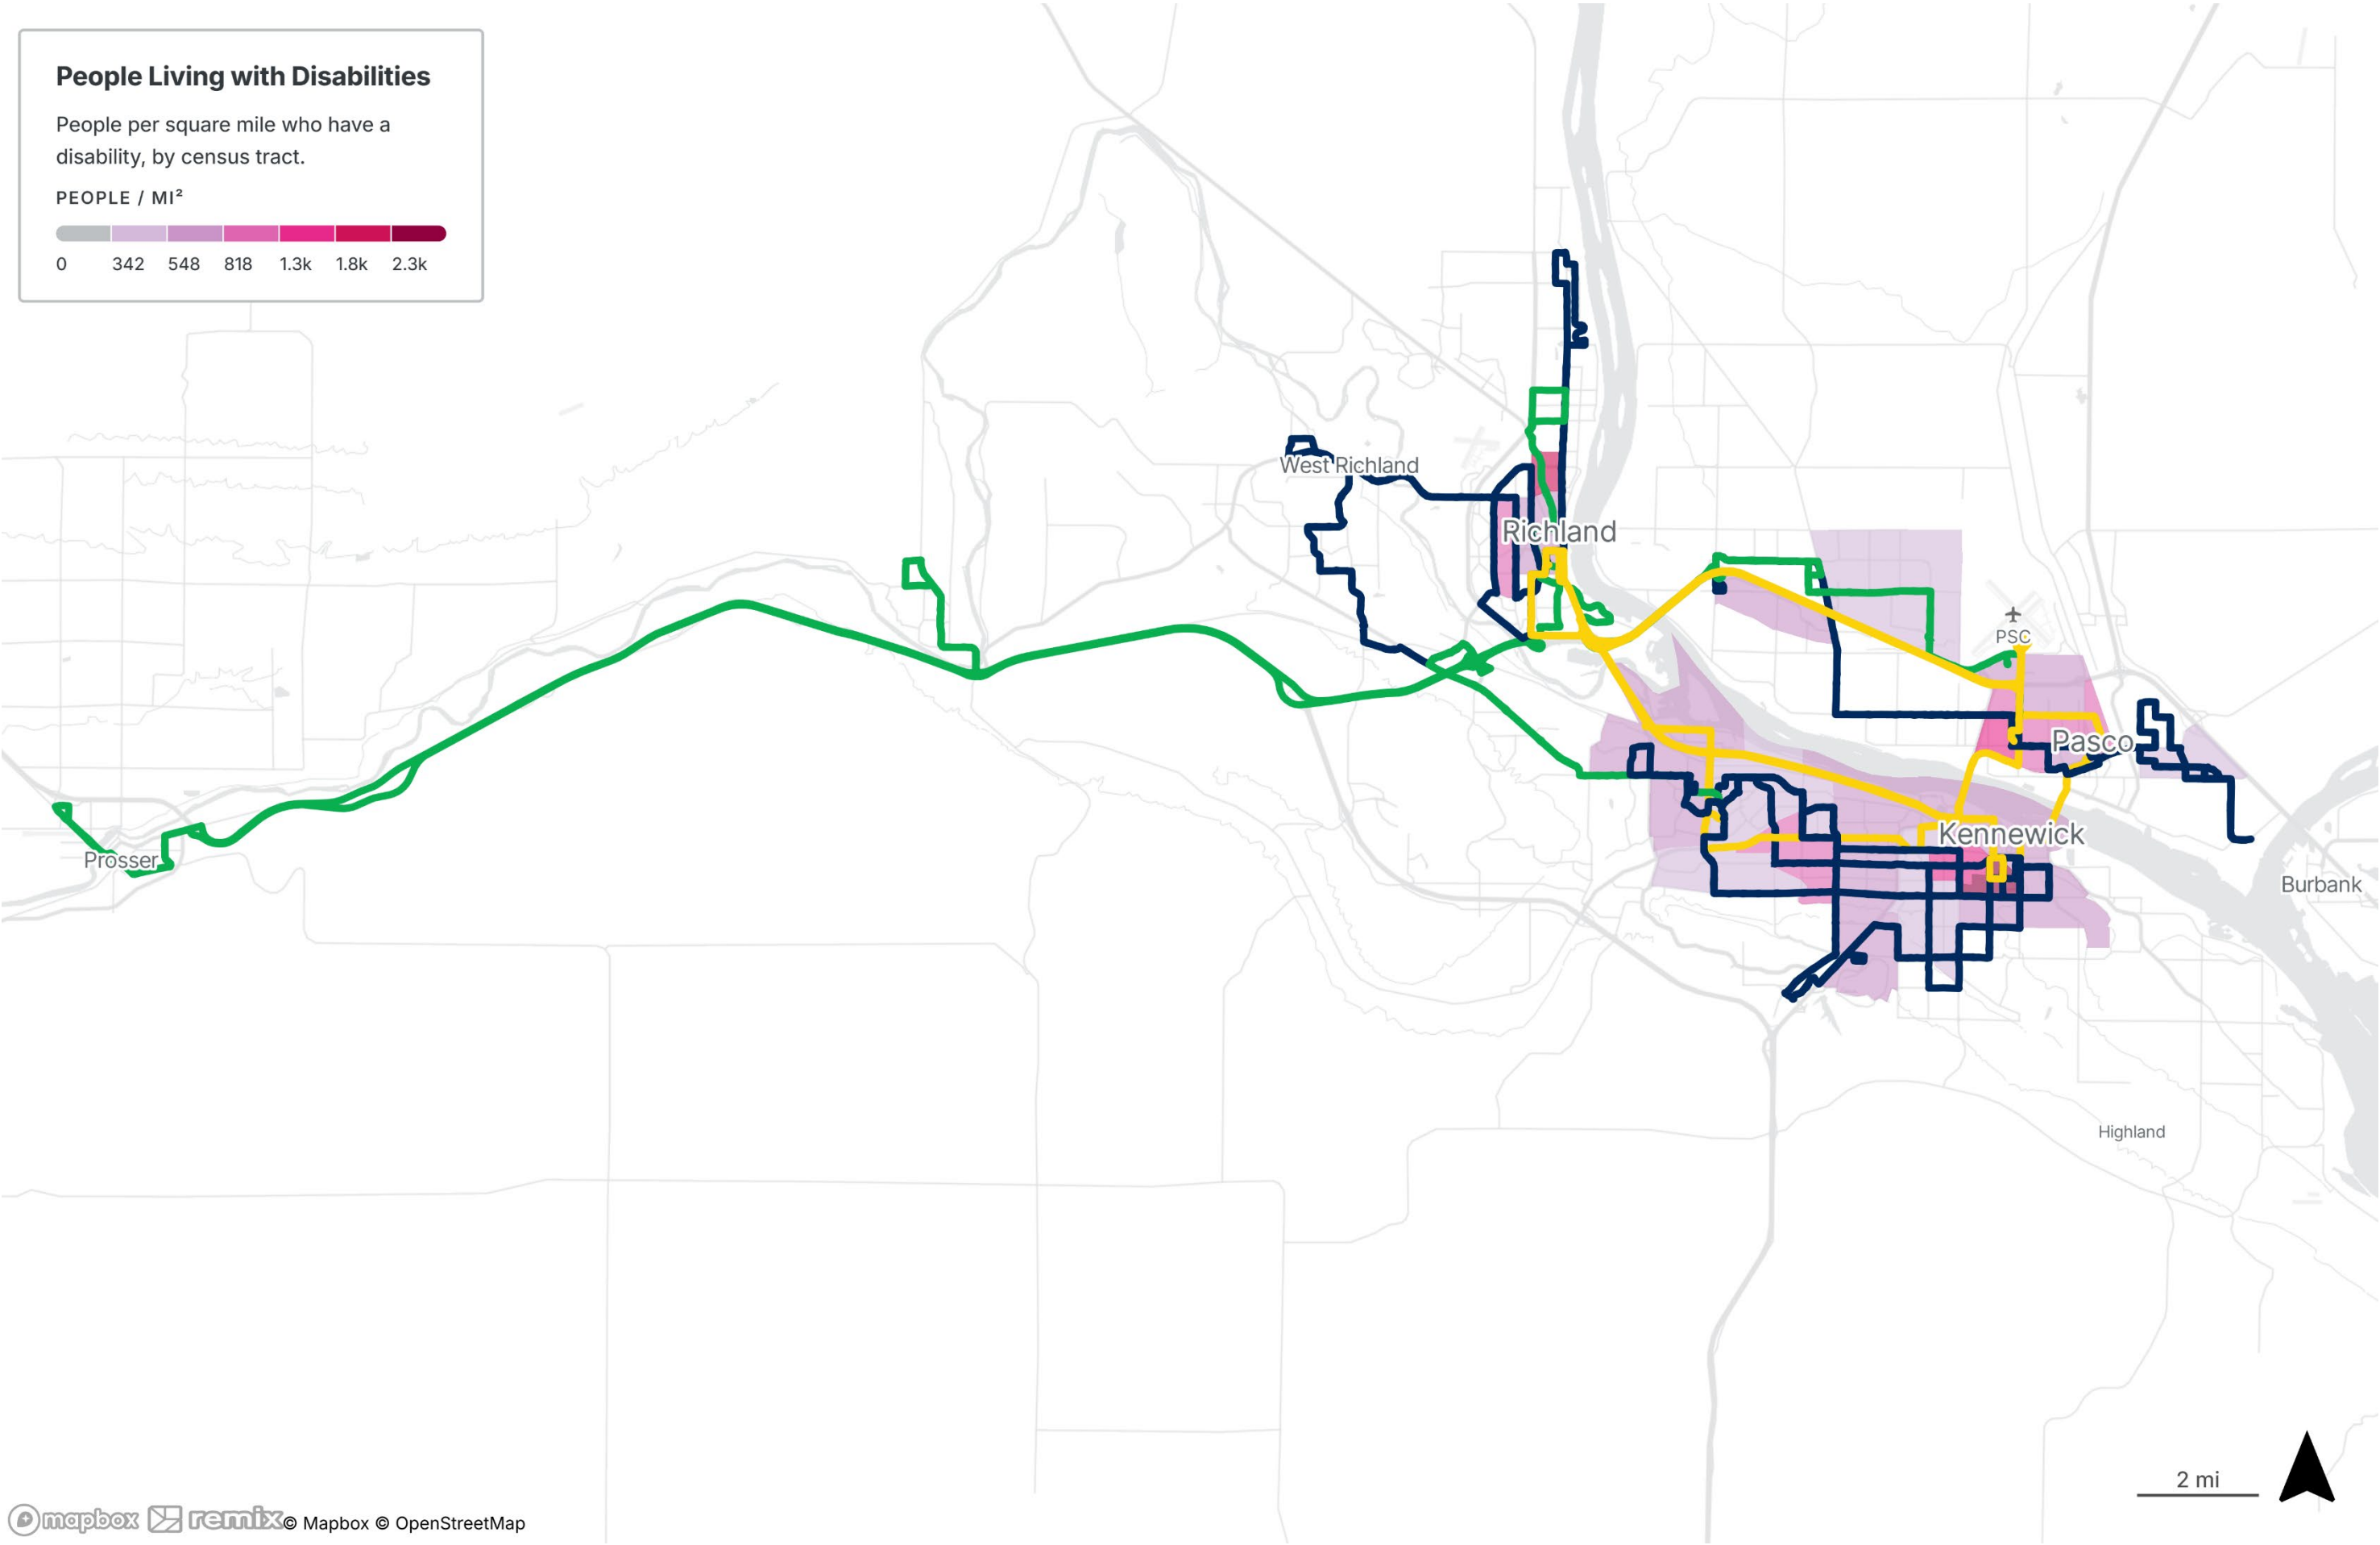 People Living with Disabilities
People per square mile who have a
disability, by census tract.
PEOPLE / MI²
0 342 548 818 1.3k 1.8k 2.3k
West Richland
Richland
PSC
Pasco
Kennewick
Prosser
Burbank
Highland
2 mi
mapbox remix © Mapbox © OpenStreetMap